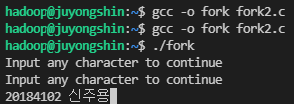 hadoop@juyongshin:~$ gcc -o fork fork2.c
hadoop@juyongshin:~$ gcc -o fork fork2.c
hadoop@juyongshin:~$ ./fork
Input any character to continue
Input any character to continue
20184102 신주용